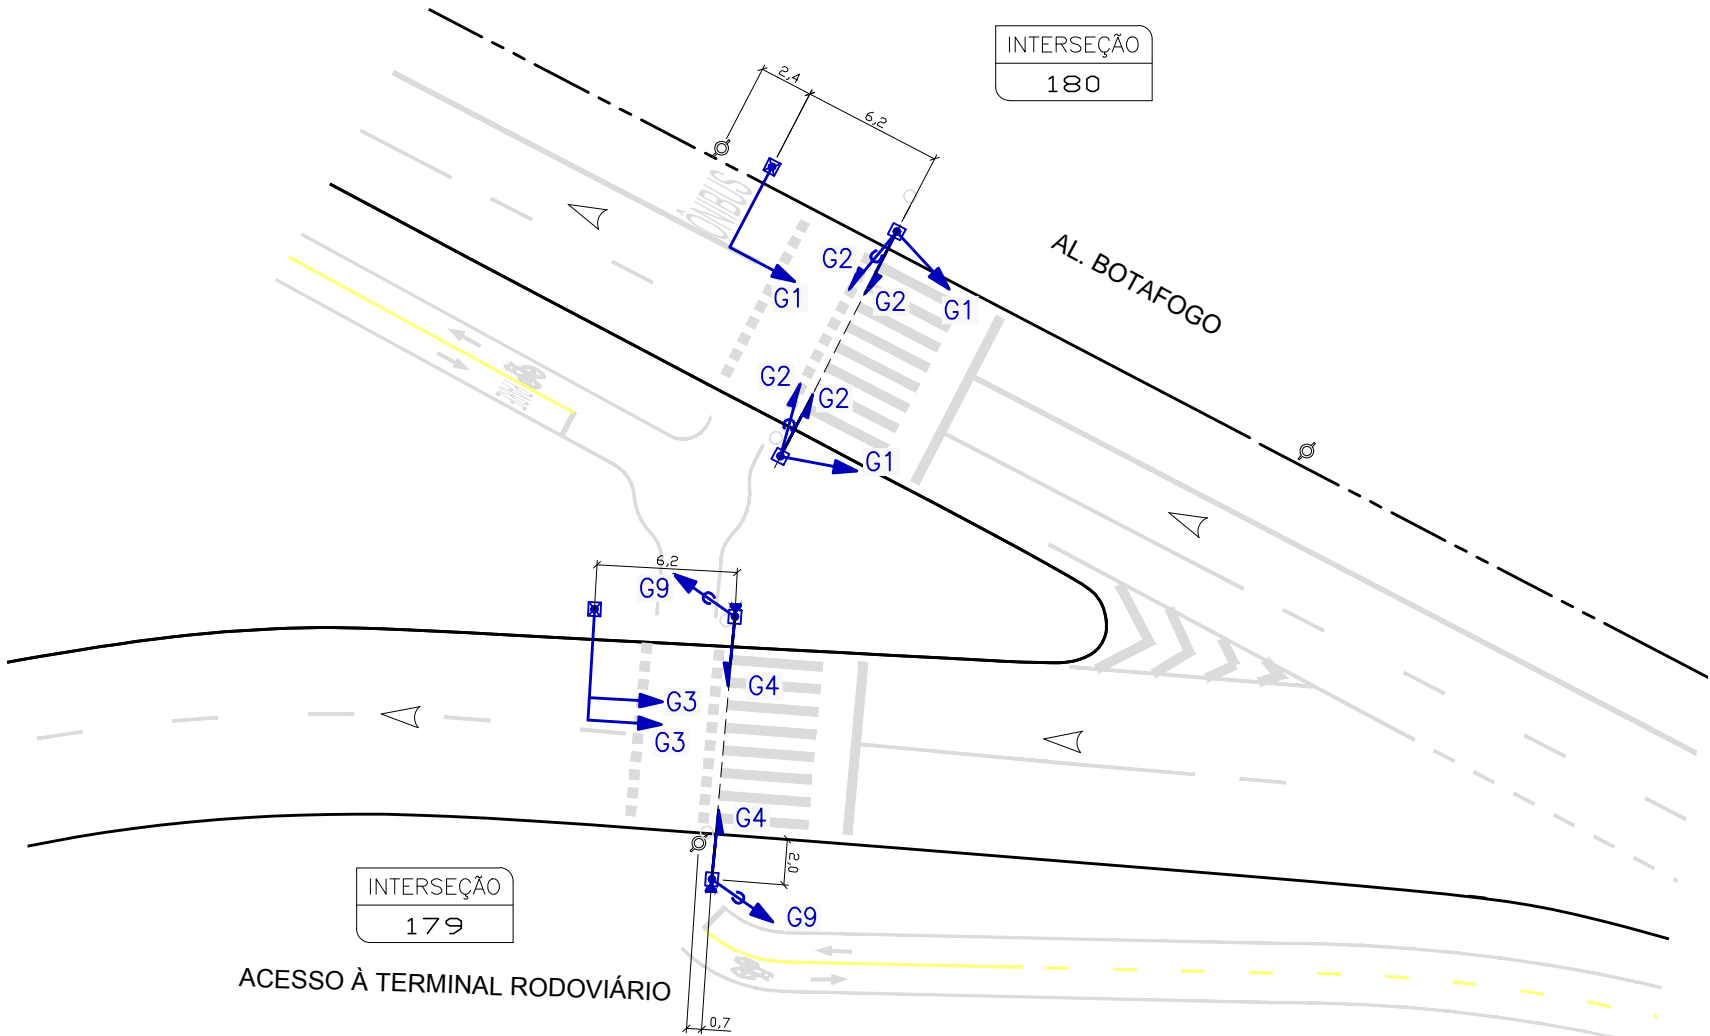 INTERSEÇÃO
180
2,4
6,2
ÔNIBUS
AL. BOTAFOGO
G2
G2
G1
G1
G2
G2
G1
6,2
G9
G4
G3
G3
G4
2,0
G9
INTERSEÇÃO
179
ACESSO À TERMINAL RODOVIÁRIO
0,7